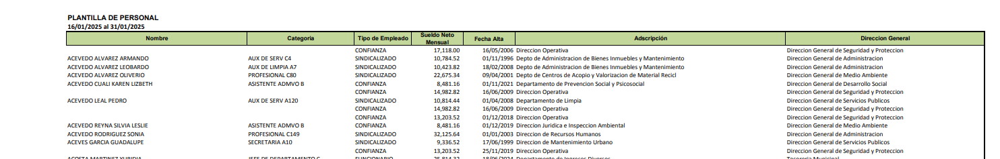 PLANTILLA DE PERSONAL
16/01/2025 al 31/01/2025
Nombre Categoría Tipo de Empleado Sueldo Neto Mensual Fecha Alta Adscripción Direccion General
CONFIANZA 17,118.00 16/05/2006 Direccion Operativa Direccion General de Seguridad y Proteccion
ACEVEDO ALVAREZ ARMANDO AUX DE SERV C4 SINDICALIZADO 10,784.52 01/11/1996 Depto de Administracion de Bienes Inmuebles y Mantenimiento Direccion General de Administracion
ACEVEDO ALVAREZ LEOBARDO AUX DE LIMPIA A7 SINDICALIZADO 10,423.82 18/02/2008 Depto de Administracion de Bienes Inmuebles y Mantenimiento Direccion General de Administracion
ACEVEDO ALVAREZ OLIVERIO PROFESIONAL C80 SINDICALIZADO 22,675.34 09/04/2001 Depto de Centros de Acopio y Valorizacion de Material Recicl Direccion General de Medio Ambiente
ACEVEDO CUALI KAREN LIZBETH ASISTENTE ADMVO B CONFIANZA 8,481.16 01/11/2021 Departamento de Prevencion Social y Psicosocial Direccion General de Desarrollo Social
CONFIANZA 14,982.82 16/06/2009 Direccion Operativa Direccion General de Seguridad y Proteccion
ACEVEDO LEAL PEDRO AUX DE SERV A120 SINDICALIZADO 10,814.44 01/04/2008 Departamento de Limpia Direccion General de Servicios Publicos
CONFIANZA 14,982.82 16/06/2009 Direccion Operativa Direccion General de Seguridad y Proteccion
CONFIANZA 13,203.52 01/12/2018 Direccion Operativa Direccion General de Seguridad y Proteccion
ACEVEDO REYNA SILVIA LESLIE ASISTENTE ADMVO B CONFIANZA 8,481.16 01/12/2019 Direccion Juridica e Inspeccion Ambiental Direccion General de Medio Ambiente
ACEVEDO RODRIGUEZ SONIA PROFESIONAL C149 SINDICALIZADO 32,125.64 01/01/2003 Direccion de Recursos Humanos Direccion General de Administracion
ACEVES GARCIA GUADALUPE SECRETARIA A10 SINDICALIZADO 9,336.52 17/06/1999 Direccion de Mantenimiento Urbano Direccion General de Servicios Publicos
CONFIANZA 13,203.52 25/11/2019 Direccion Operativa Direccion General de Seguridad y Proteccion
ACOSTA MARTINEZ YURIDIA JEFE DE DEPARTAMENTO C FUNCIONARIO 25,814.32 18/06/2024 Departamento de Ingresos Diversos Tesoreria Municipal